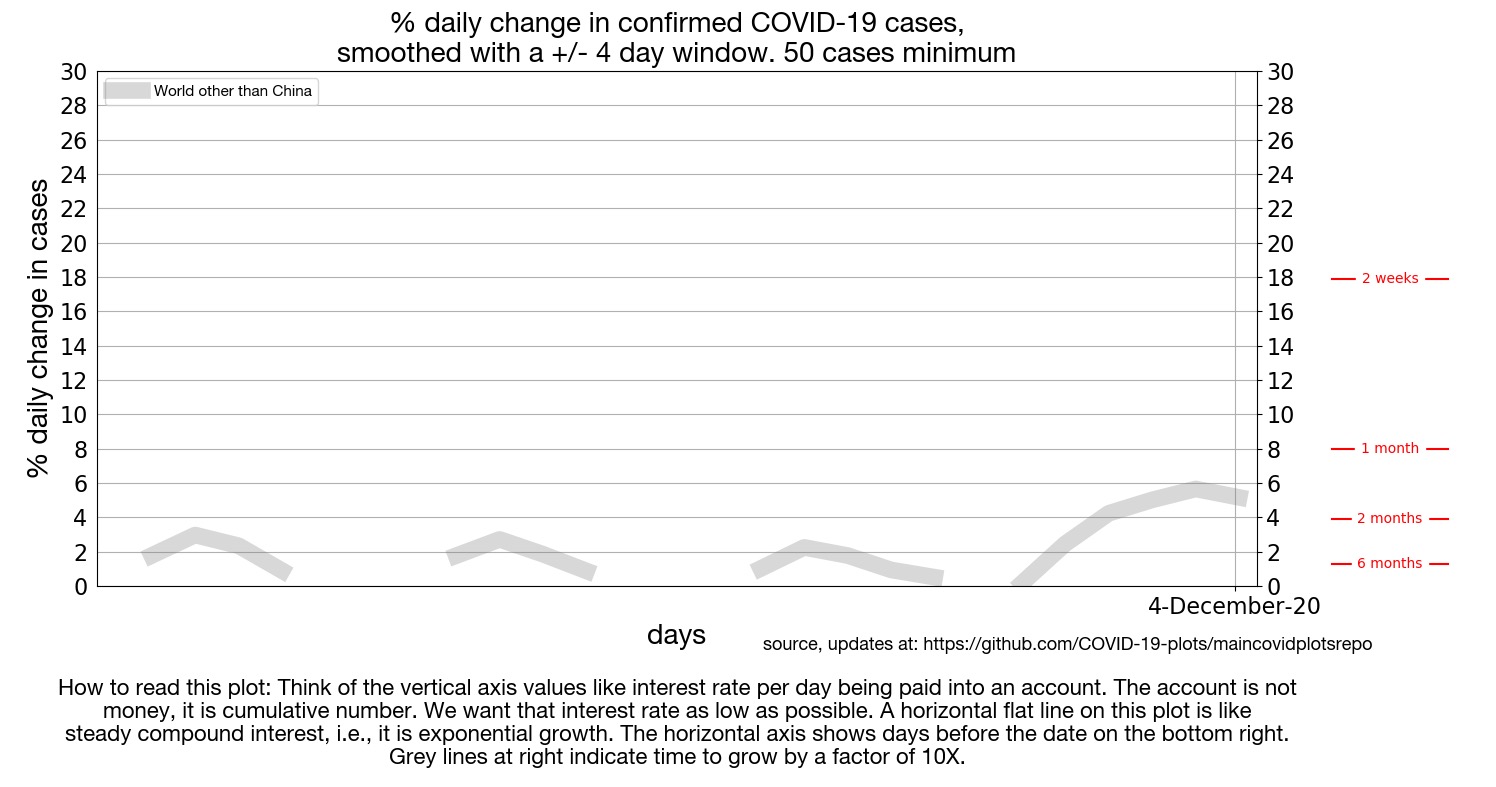 % daily change in confirmed COVID-19 cases,
smoothed with a +/- 4 day window. 50 cases minimum
World other than China
% daily change in cases
30
28
26
24
22
20
18
16
14
12
10
8
6
4
2
0
30
28
26
24
22
20
18
16
14
12
10
8
6
4
2
0
2 weeks
1 month
2 months
6 months
4-December-20
days
source, updates at: https://github.com/COVID-19-plots/maincovidplotsrepo
How to read this plot: Think of the vertical axis values like interest rate per day being paid into an account. The account is not
money, it is cumulative number. We want that interest rate as low as possible. A horizontal flat line on this plot is like
steady compound interest, i.e., it is exponential growth. The horizontal axis shows days before the date on the bottom right.
Grey lines at right indicate time to grow by a factor of 10X.